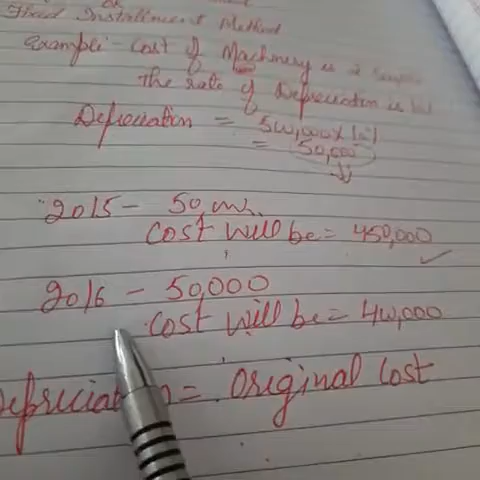 Fixed Installment Method
Example:- Cost of Machinery is
The rate of Depreciation is
Depreciation = 500,000 x
= 50,000
2015 - 50,000
Cost will be = 450,000
2016 - 50,000
Cost will be = 400,000
Depreciation = Original Cost